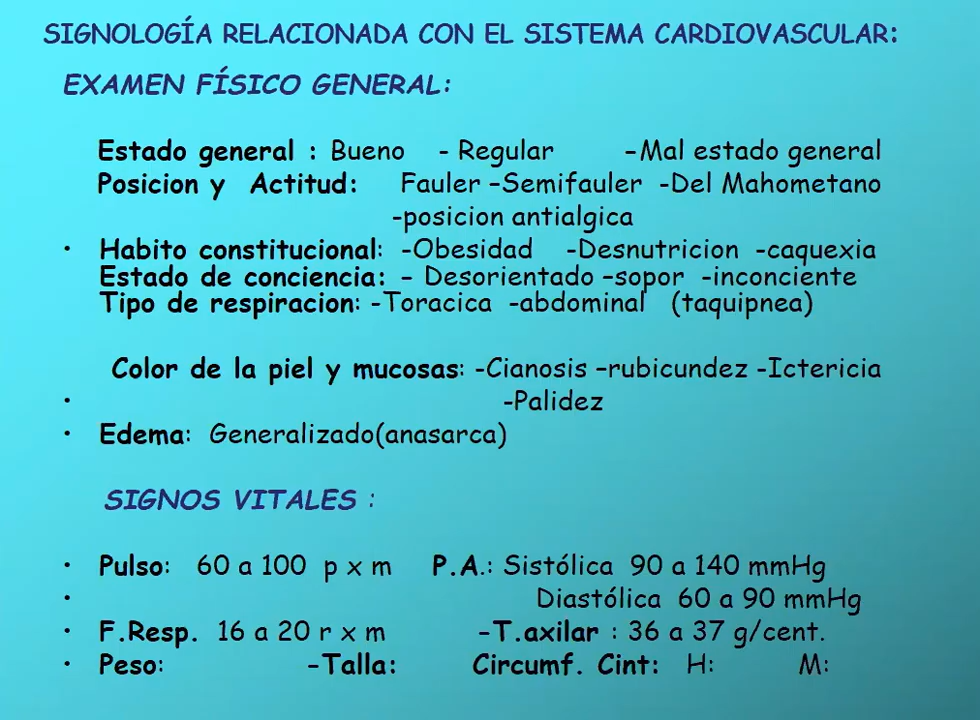 SIGNOLOGÍA RELACIONADA CON EL SISTEMA CARDIOVASCULAR:
EXAMEN FÍSICO GENERAL:
Estado general : Bueno - Regular -Mal estado general
Posicion y Actitud: Fauler -Semifauler -Del Mahometano
-posicion antialgica
• Habito constitucional: -Obesidad -Desnutricion -caquexia
Estado de conciencia: - Desorientado -sopor -inconciente
Tipo de respiracion: -Toracica -abdominal (taquipnea)
Color de la piel y mucosas: -Cianosis -rubicundez -Ictericia
• -Palidez
• Edema: Generalizado(anasarca)
SIGNOS VITALES :
• Pulso: 60 a 100 p x m P.A.: Sistólica 90 a 140 mmHg
• Diastólica 60 a 90 mmHg
• F.Resp. 16 a 20 r x m -T.axilar : 36 a 37 g/cent.
• Peso: -Talla: Circumf. Cint: H: M: